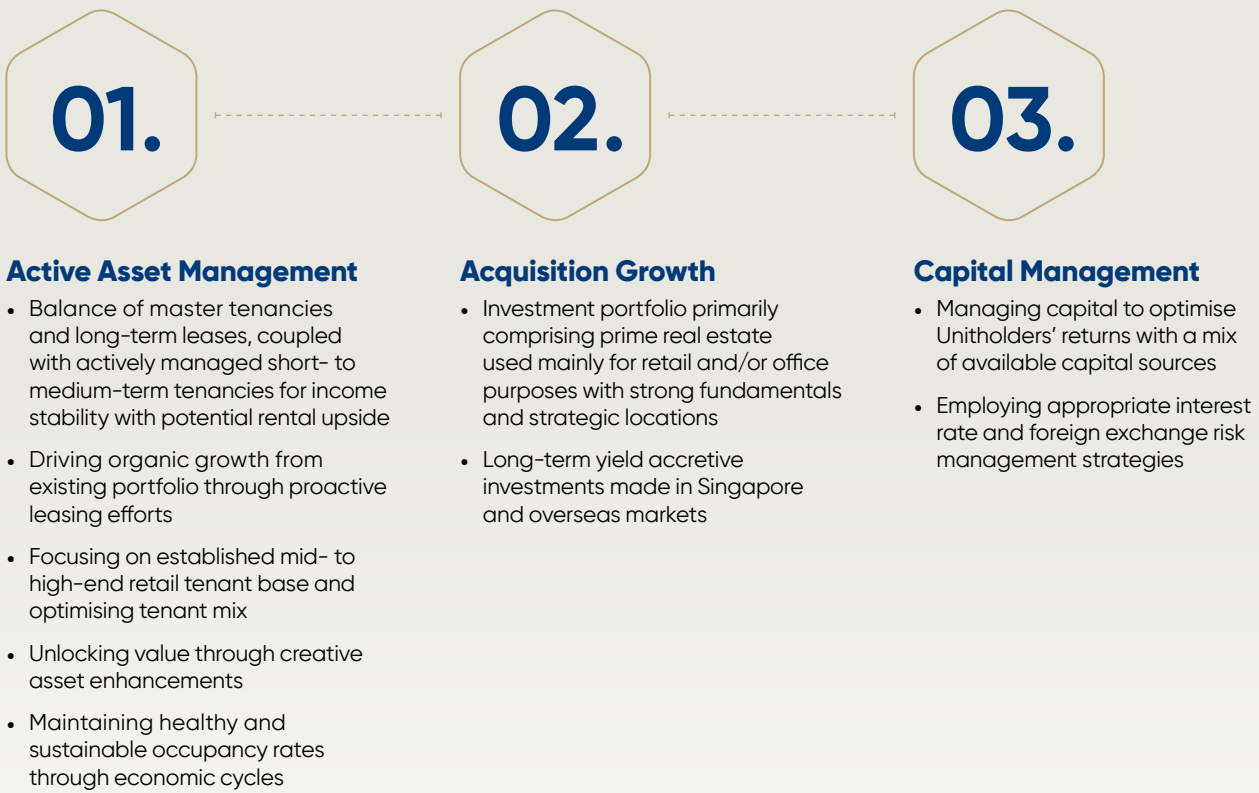 01.
02.
03.
Active Asset Management
• Balance of master tenancies
and long-term leases, coupled
with actively managed short- to
medium-term tenancies for income
stability with potential rental upside
• Driving organic growth from
existing portfolio through proactive
leasing efforts
• Focusing on established mid- to
high-end retail tenant base and
optimising tenant mix
• Unlocking value through creative
asset enhancements
• Maintaining healthy and
sustainable occupancy rates
through economic cycles
Acquisition Growth
• Investment portfolio primarily
comprising prime real estate
used mainly for retail and/or office
purposes with strong fundamentals
and strategic locations
• Long-term yield accretive
investments made in Singapore
and overseas markets
Capital Management
• Managing capital to optimise
Unitholders’ returns with a mix
of available capital sources
• Employing appropriate interest
rate and foreign exchange risk
management strategies